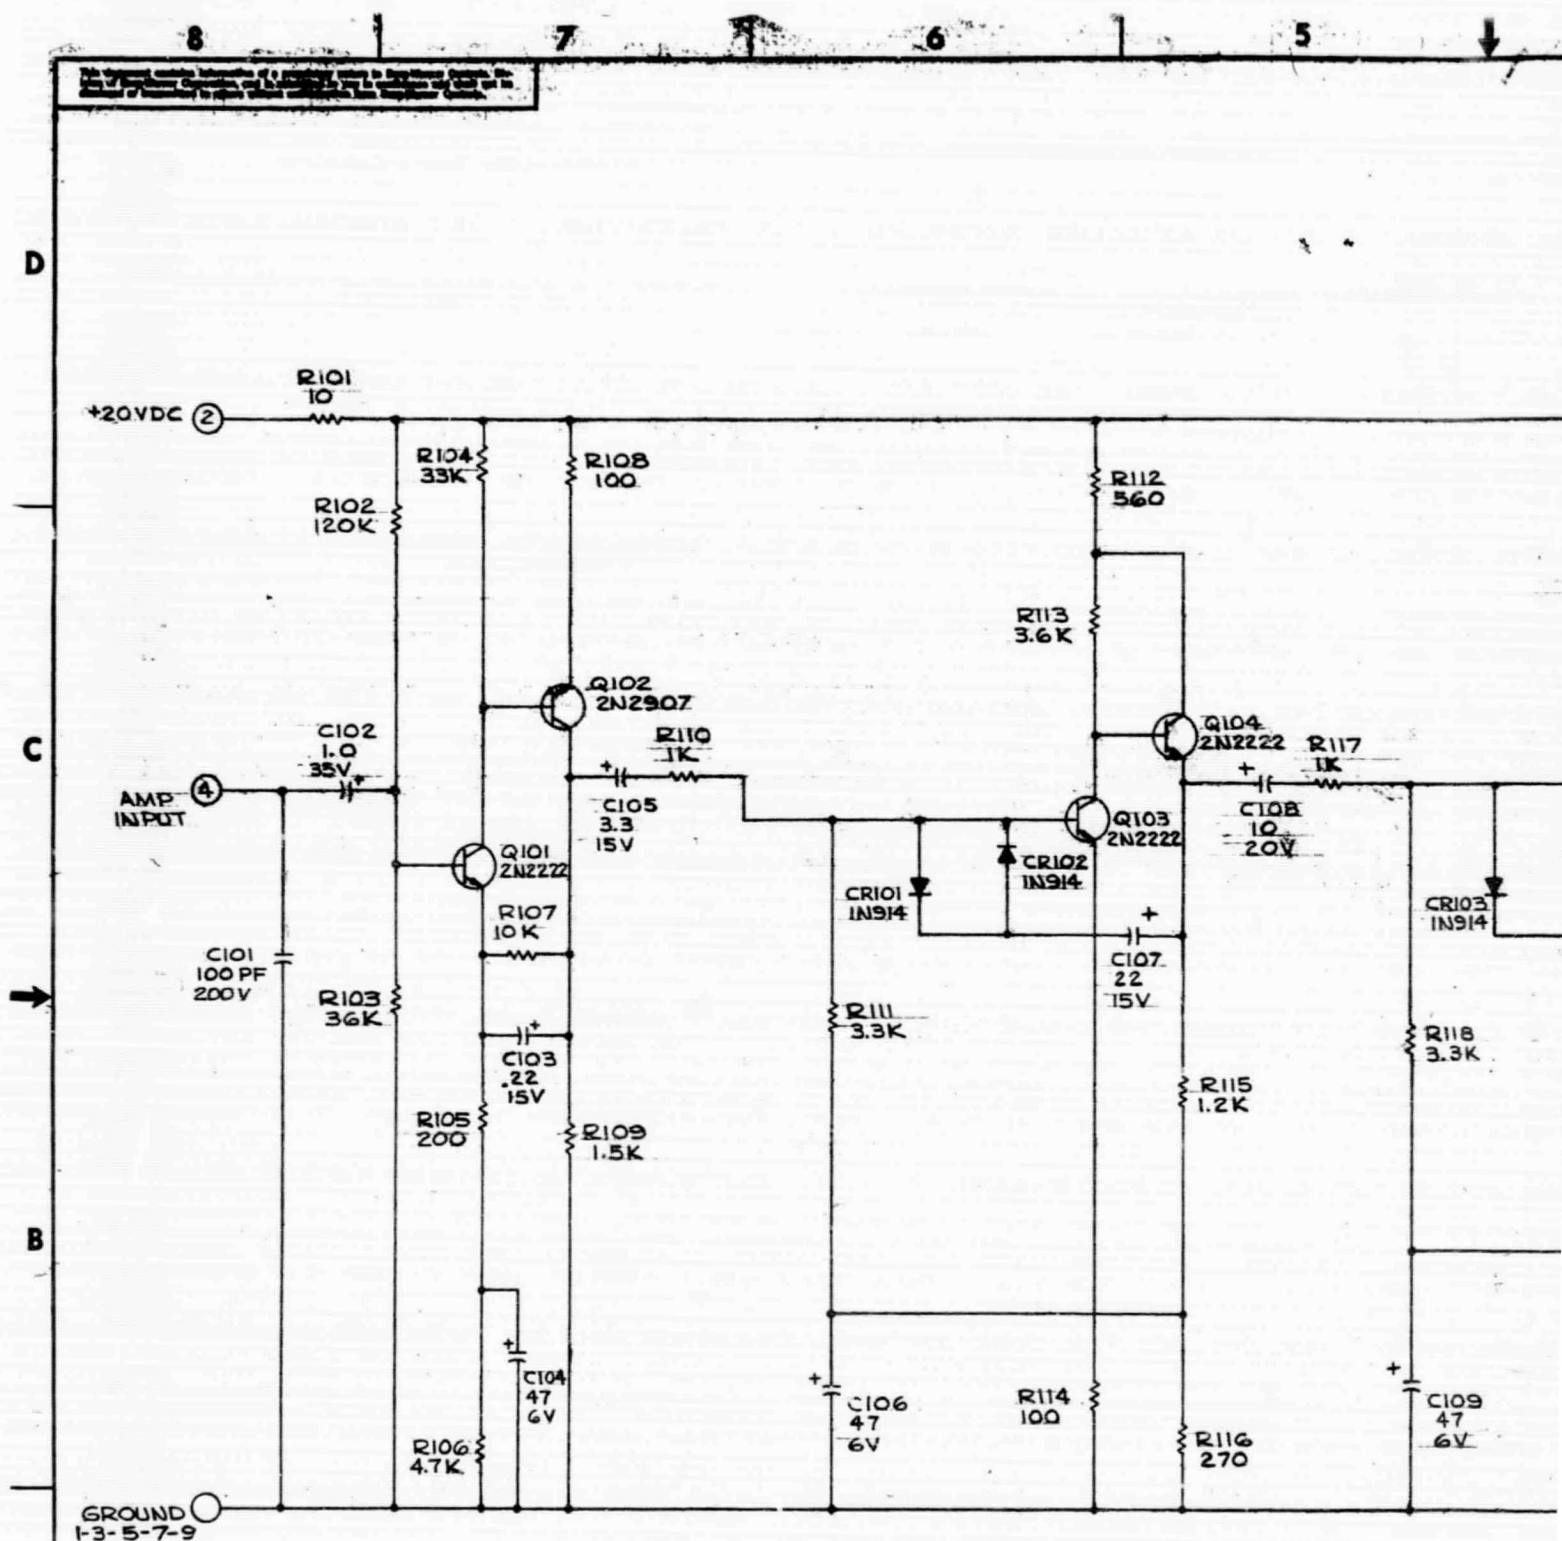 8 7 6 5
D
R101
10
+20VDC 2
R104
33K
R108
100
R102
120K
R112
560
R113
3.6K
Q102
2N2907
Q104
2N2222
C
C102
1.0
35V
R110
1K
R117
1K
4
AMP
INPUT
C105
3.3
15V
Q103
2N2222
C108
10
20V
Q101
2N2222
CR102
1N914
CR101
1N914
CR103
1N914
R107
10K
C101
100 PF
200V
C107
22
15V
R103
36K
R111
3.3K
R118
3.3K
C103
.22
15V
R105
200
R109
1.5K
R115
1.2K
B
C104
47
6V
C106
47
6V
R114
100
C109
47
6V
R106
4.7K
R116
270
GROUND
1-3-5-7-9